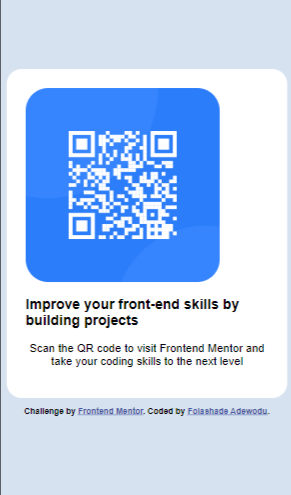 Improve your front-end skills by
building projects
Scan the QR code to visit Frontend Mentor and
take your coding skills to the next level
Challenge by Frontend Mentor. Coded by Folashade Adewodu.